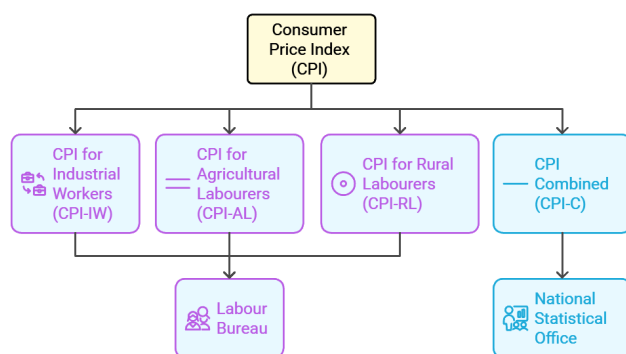 Consumer
Price Index
(CPI)
CPI for
Industrial
Workers
(CPI-IW)
CPI for
Agricultural
Labourers
(CPI-AL)
CPI for Rural
Labourers
(CPI-RL)
CPI
Combined
(CPI-C)
Labour
Bureau
National
Statistical
Office